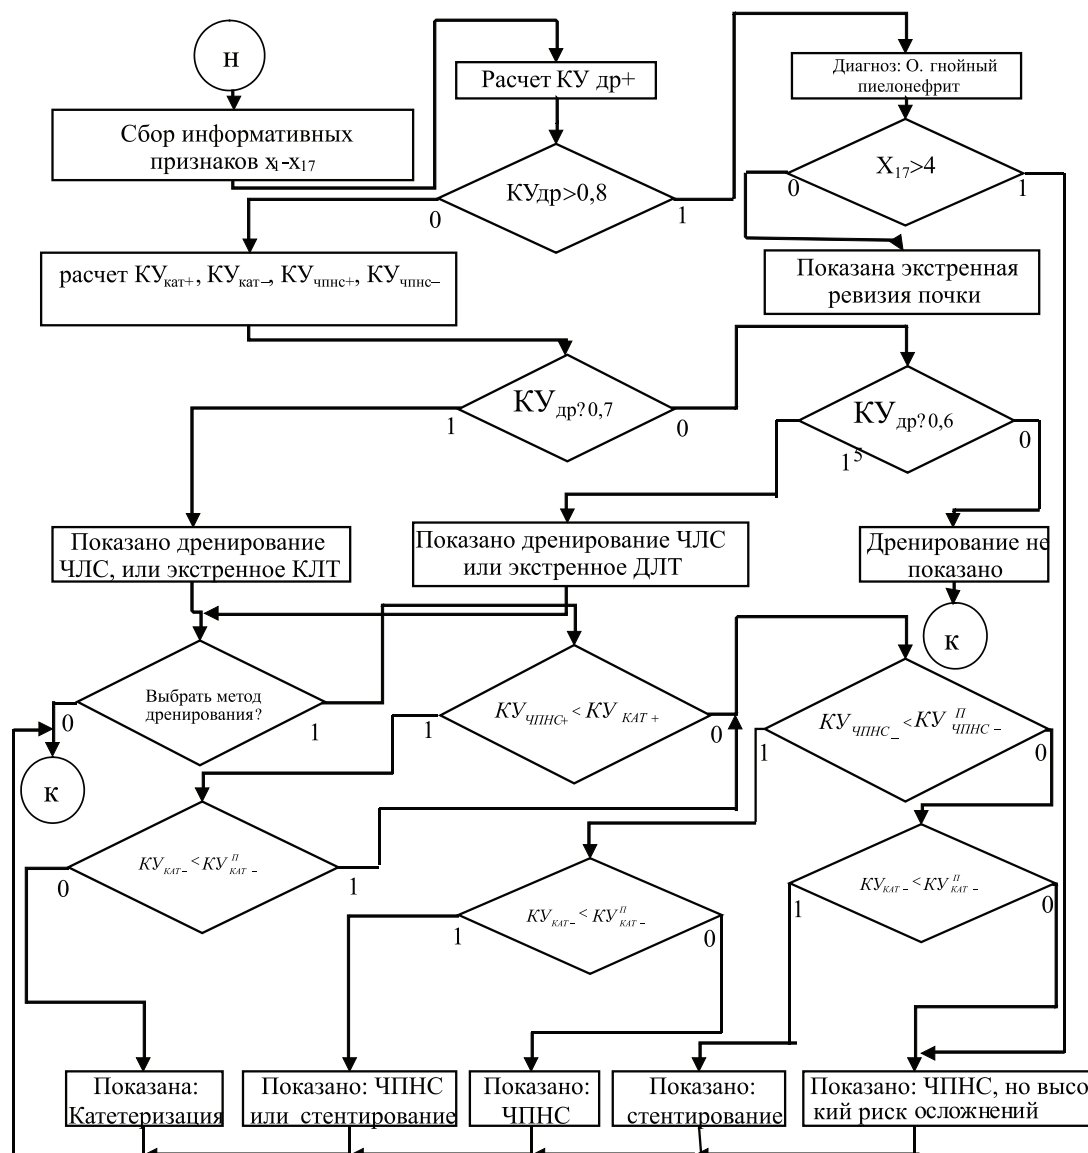 н
Сбор информативных
признаков x1-x17
Расчет КУ др+
КУдр>0,8
0
1
Диагноз: О. гнойный
пиелонефрит
X17>4
0
1
Показана экстренная
ревизия почки
расчет КУкат+, КУкат–, КУчпнс+, КУчпнс–
КУдр?0,7
1
0
КУдр?0,6
1 5
0
Показано дренирование
ЧЛС, или экстренное КЛТ
Показано дренирование ЧЛС
или экстренное ДЛТ
Дренирование не
показано
к
Выбрать метод
дренирования?
0
1
КУЧПНС+ < КУКАТ+
1
0
КУЧПНС– < КУПЧПНС–
1
0
к
КУКАТ– < КУПКАТ–
0
1
КУКАТ– < КУПКАТ–
1
0
КУКАТ– < КУПКАТ–
1
0
Показана:
Катетеризация
Показано: ЧПНС
или стентирование
Показано:
ЧПНС
Показано:
стентирование
Показано: ЧПНС, но высо
кий риск осложнений